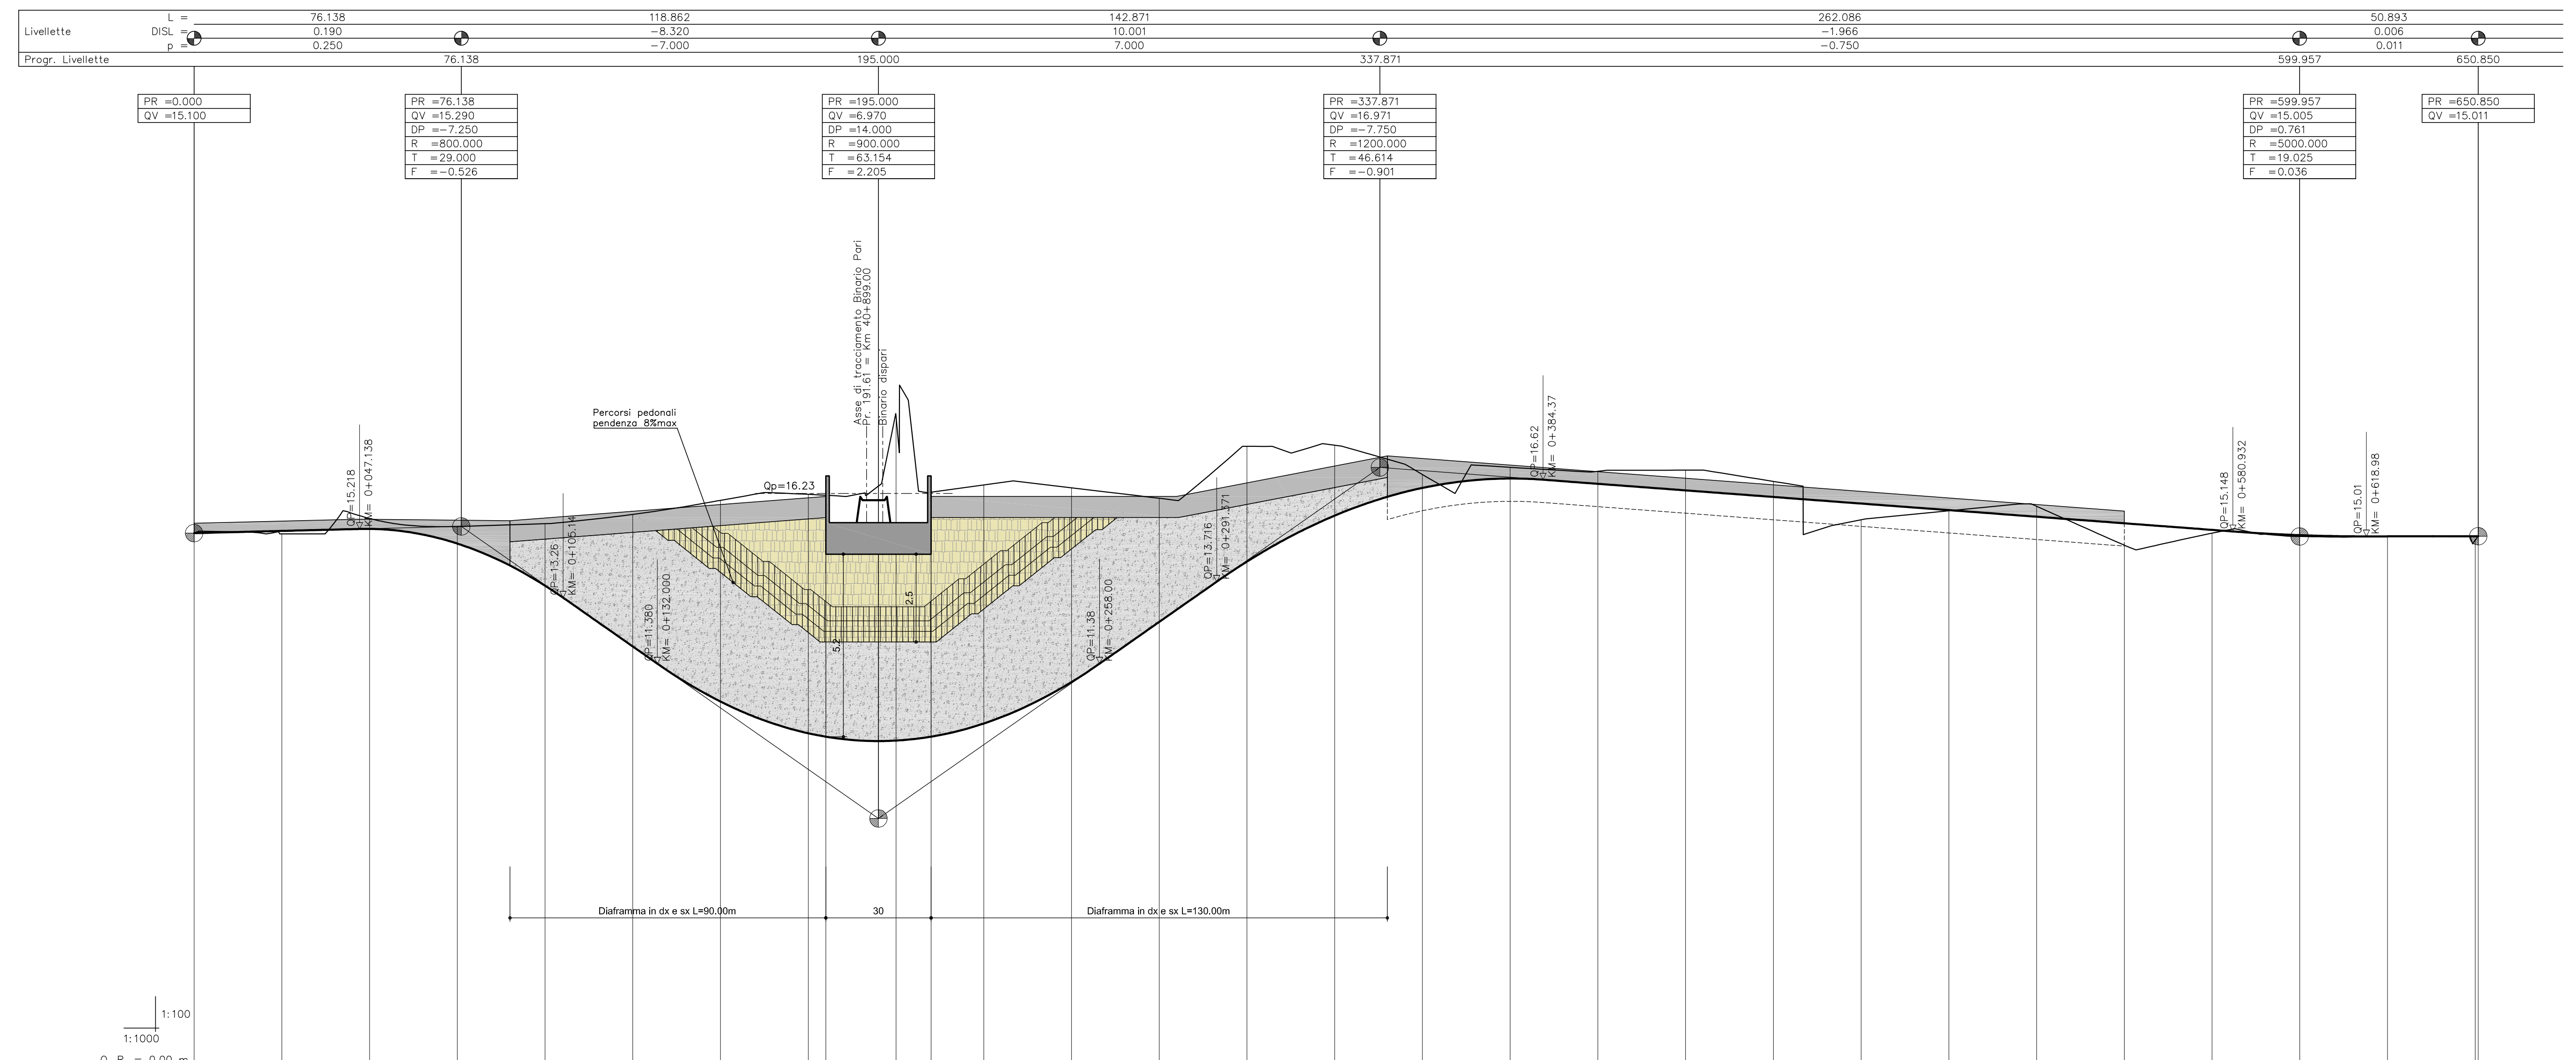 L = 76.138 118.862 142.871 262.086 50.893
Livellette DISL = 0.190 -8.320 10.001 -1.966 0.006
p = 0.250 -7.000 7.000 -0.750 0.011
Progr. Livellette 76.138 195.000 337.871 599.957 650.850
PR =0.000
QV =15.100
PR =76.138
QV =15.290
DP =-7.250
R =800.000
T =29.000
F =-0.526
PR =195.000
QV =6.970
DP =14.000
R =900.000
T =63.154
F =2.205
PR =337.871
QV =16.971
DP =-7.750
R =1200.000
T =46.614
F =-0.901
PR =599.957
QV =15.005
DP =0.761
R =5000.000
T =19.025
F =0.036
PR =650.850
QV =15.011
Asse di tracciamento Binario Pari
Pr. 191.61 = Km 40+899.00
Binario dispari
Percorsi pedonali
pendenza 8%max
Qp=16.23
QP=15.218
KM= 0+047.138
QP=13.26
KM= 0+105.14
QP=11.380
KM= 0+132.000
5.2
2.5
QP=11.38
KM= 0+258.00
QP=13.716
KM= 0+291.371
QP=16.62
KM= 0+384.37
QP=15.148
KM= 0+580.932
QP=15.01
KM= 0+618.98
Diaframma in dx e sx L=90.00m
30
Diaframma in dx e sx L=130.00m
1:100
1:1000
Q. R. = 0.00 m